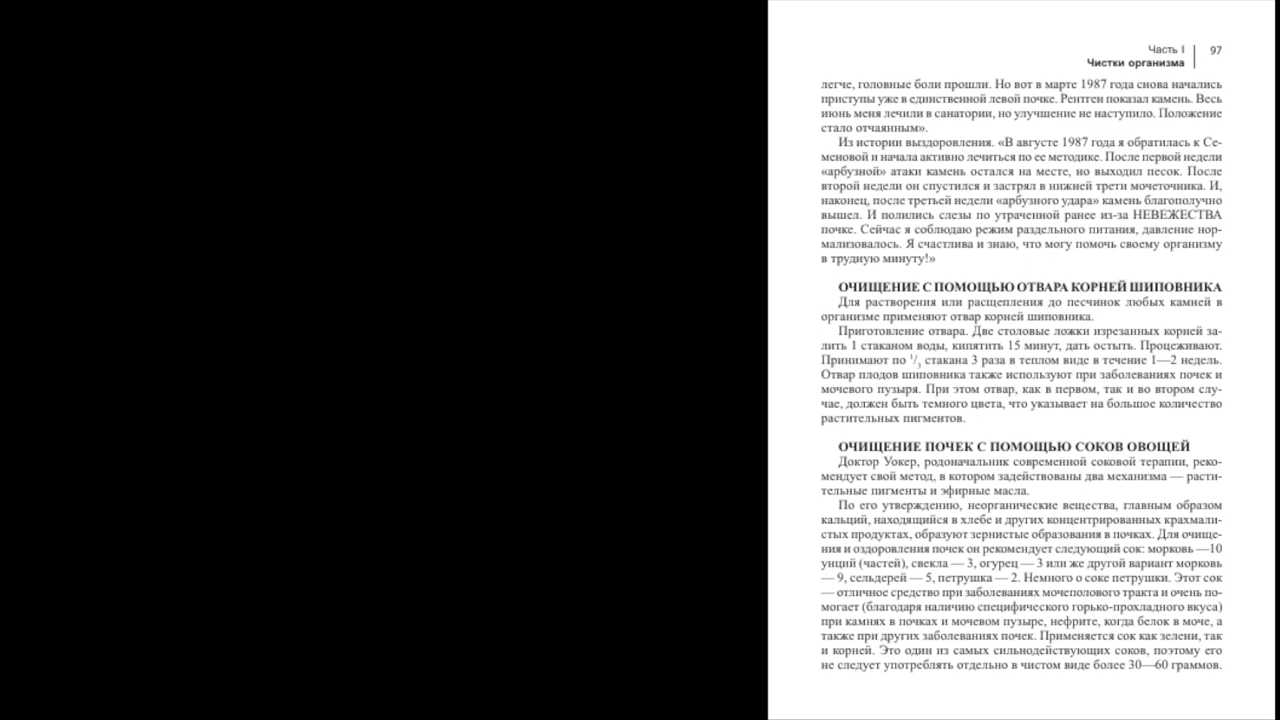 Часть I
97
Чистки организма
легче, головные боли прошли. Но вот в марте 1987 года снова начались
приступы уже в единственной левой почке. Рентген показал камень. Весь
июнь меня лечили в санатории, но улучшение не наступило. Положение
стало отчаянным».
Из истории выздоровления. «В августе 1987 года я обратилась к Се-
меновой и начала активно лечиться по ее методике. После первой недели
«арбузной» атаки камень остался на месте, но выходил песок. После
второй недели он спустился и застрял в нижней трети мочеточника. И,
наконец, после третьей недели «арбузного удара» камень благополучно
вышел. И полились слезы по утраченной ранее из-за НЕВЕЖЕСТВА
почке. Сейчас я соблюдаю режим раздельного питания, давление нор-
мализовалось. Я счастлива и знаю, что могу помочь своему организму
в трудную минуту!»
ОЧИЩЕНИЕ С ПОМОЩЬЮ ОТВАРА КОРНЕЙ ШИПОВНИКА
Для растворения или расщепления до песчинок любых камней в
организме применяют отвар корней шиповника.
Приготовление отвара. Две столовые ложки изрезанных корней за-
лить 1 стаканом воды, кипятить 15 минут, дать остыть. Процеживают.
Принимают по 1/3 стакана 3 раза в теплом виде в течение 1—2 недель.
Отвар плодов шиповника также используют при заболеваниях почек и
мочевого пузыря. При этом отвар, как в первом, так и во втором слу-
чае, должен быть темного цвета, что указывает на большое количество
растительных пигментов.
ОЧИЩЕНИЕ ПОЧЕК С ПОМОЩЬЮ СОКОВ ОВОЩЕЙ
Доктор Уокер, родоначальник современной соковой терапии, реко-
мендует свой метод, в котором задействованы два механизма — расти-
тельные пигменты и эфирные масла.
По его утверждению, неорганические вещества, главным образом
кальций, находящийся в хлебе и других концентрированных крахмали-
стых продуктах, образуют зернистые образования в почках. Для очище-
ния и оздоровления почек он рекомендует следующий сок: морковь —10
унций (частей), свекла — 3, огурец — 3 или же другой вариант морковь
— 9, сельдерей — 5, петрушка — 2. Немного о соке петрушки. Этот сок
— отличное средство при заболеваниях мочеполового тракта и очень по-
могает (благодаря наличию специфического горько-прохладного вкуса)
при камнях в почках и мочевом пузыре, нефрите, когда белок в моче, а
также при других заболеваниях почек. Применяется сок как зелени, так
и корней. Это один из самых сильнодействующих соков, поэтому его
не следует употреблять отдельно в чистом виде более 30—60 граммов.